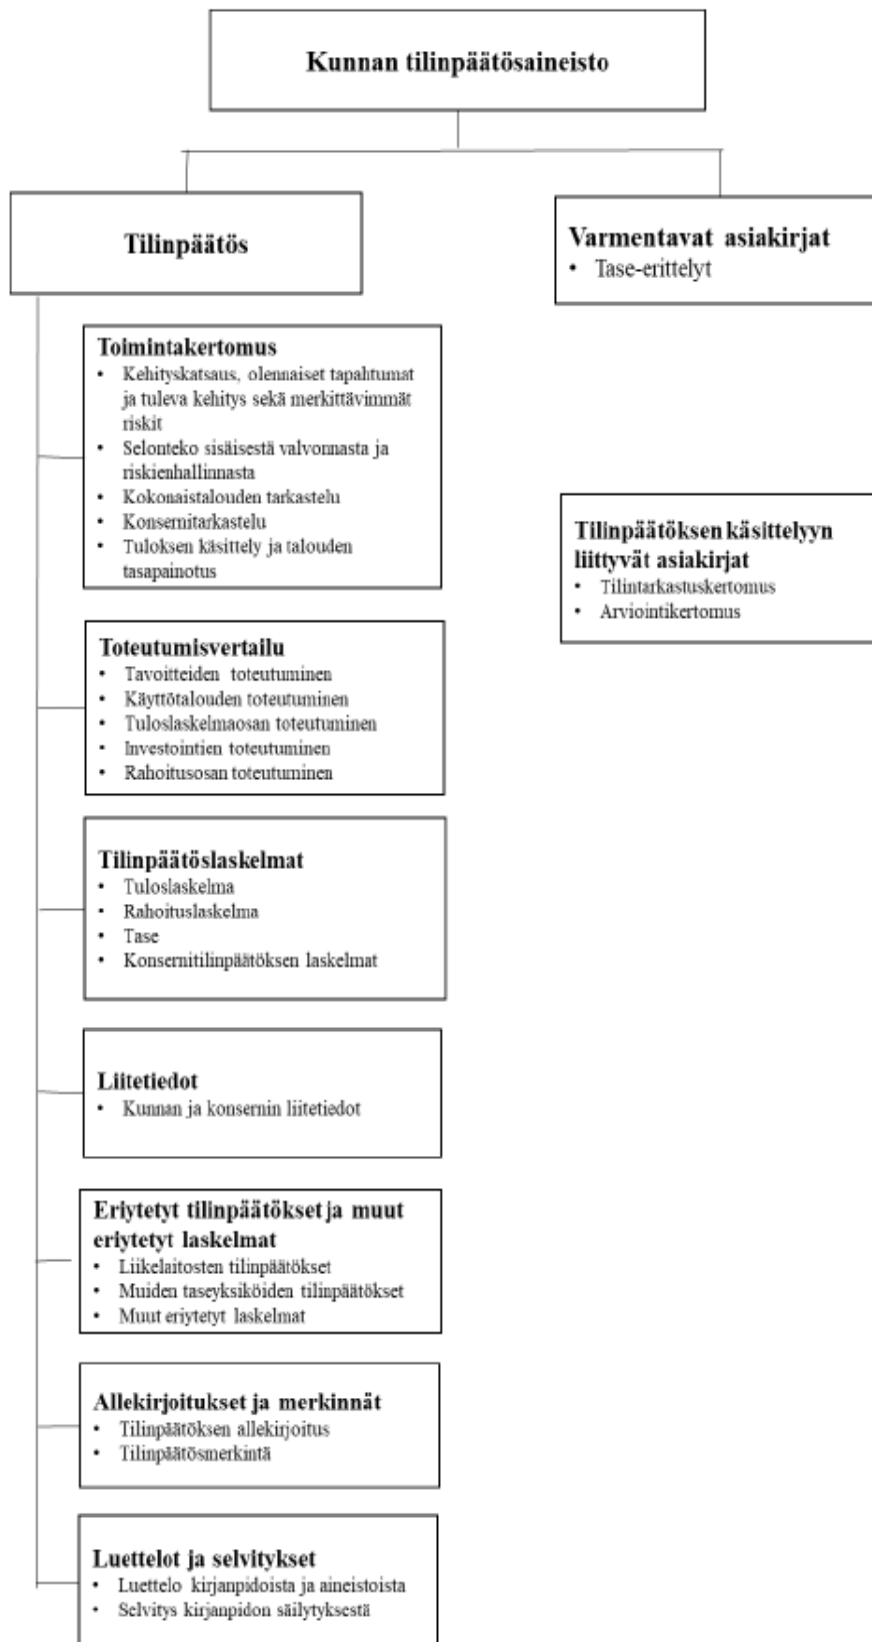 Kunnan tilinpäätösaineisto
Tilinpäätös
Varmentavat asiakirjat
• Tase-erittelyt
Toimintakertomus
• Kehityskatsaus, olennaiset tapahtumat
ja tuleva kehitys sekä merkittävimmät
riskit
• Selonteko sisäisestä valvonnasta ja
riskienhallinnasta
• Kokonaistalouden tarkastelu
• Konsernitarkastelu
• Tuloksen käsittely ja talouden
tasapainotus
Tilinpäätöksen käsittelyyn
liittyvät asiakirjat
• Tilintarkastuskertomus
• Arviointikertomus
Toteutumisvertailu
• Tavoitteiden toteutuminen
• Käyttötalouden toteutuminen
• Tuloslaskelmaosan toteutuminen
• Investointien toteutuminen
• Rahoitusosan toteutuminen
Tilinpäätöslaskelmat
• Tuloslaskelma
• Rahoituslaskelma
• Tase
• Konsernitilinpäätöksen laskelmat
Liitetiedot
• Kunnan ja konsernin liitetiedot
Eriytetyt tilinpäätökset ja muut
eriytetyt laskelmat
• Liikelaitosten tilinpäätökset
• Muiden taseyksiköiden tilinpäätökset
• Muut eriytetyt laskelmat
Allekirjoitukset ja merkinnät
• Tilinpäätöksen allekirjoitus
• Tilinpäätösmerkintä
Luettelot ja selvitykset
• Luettelo kirjanpidoista ja aineistoista
• Selvitys kirjanpidon säilytyksestä